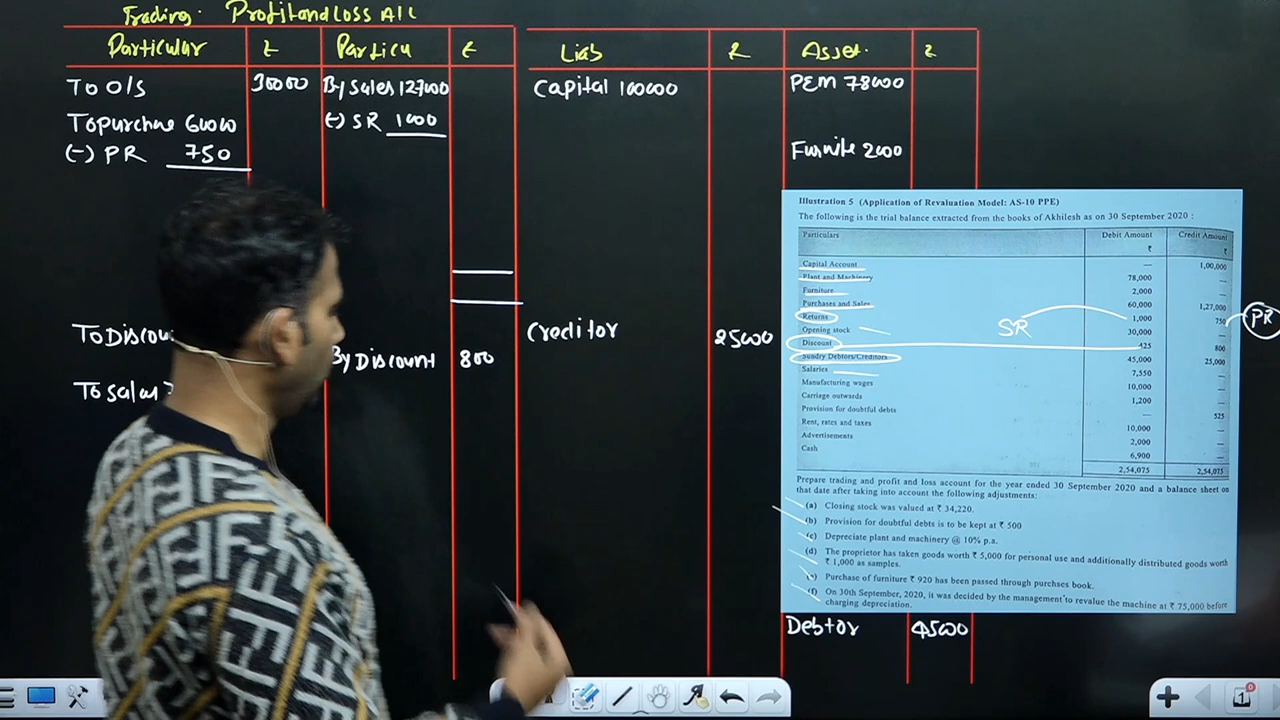 Trading. Profit and Loss A/c
Particular ₹ Particu ₹
To O/S 30000 By Sales 127000
To purchase 60000 (-) SR 1000
(-) PR 750
To Discou
By Discount 800
To Salar
Liab ₹ Asset. ₹
Capital 100000 PEM 78000
Furnite 2000
Creditor 25000
Debtor 45000
Illustration 5 (Application of Revaluation Model: AS-10 PPE)
The following is the trial balance extracted from the books of Akhilesh as on 30 September 2020 :
Particulars Debit Amount Credit Amount
₹ ₹
Capital Account — 1,00,000
Plant and Machinery 78,000 —
Furniture 2,000 —
Purchases and Sales 60,000 1,27,000
Returns SR 1,000 750 PR
Opening stock 30,000 —
Discount 425 800
Sundry Debtors/Creditors 45,000 25,000
Salaries 7,550 —
Manufacturing wages 10,000 —
Carriage outwards 1,200 —
Provision for doubtful debts — 525
Rent, rates and taxes 10,000 —
Advertisements 2,000 —
Cash 6,900 —
2,54,075 2,54,075
Prepare trading and profit and loss account for the year ended 30 September 2020 and a balance sheet on
that date after taking into account the following adjustments:
(a) Closing stock was valued at ₹ 34,220.
(b) Provision for doubtful debts is to be kept at ₹ 500
(c) Depreciate plant and machinery @ 10% p.a.
(d) The proprietor has taken goods worth ₹ 5,000 for personal use and additionally distributed goods worth
₹ 1,000 as samples.
(e) Purchase of furniture ₹ 920 has been passed through purchses book.
(f) On 30th September, 2020, it was decided by the management to revalue the machine at ₹ 75,000 before
charging depreciation.
1